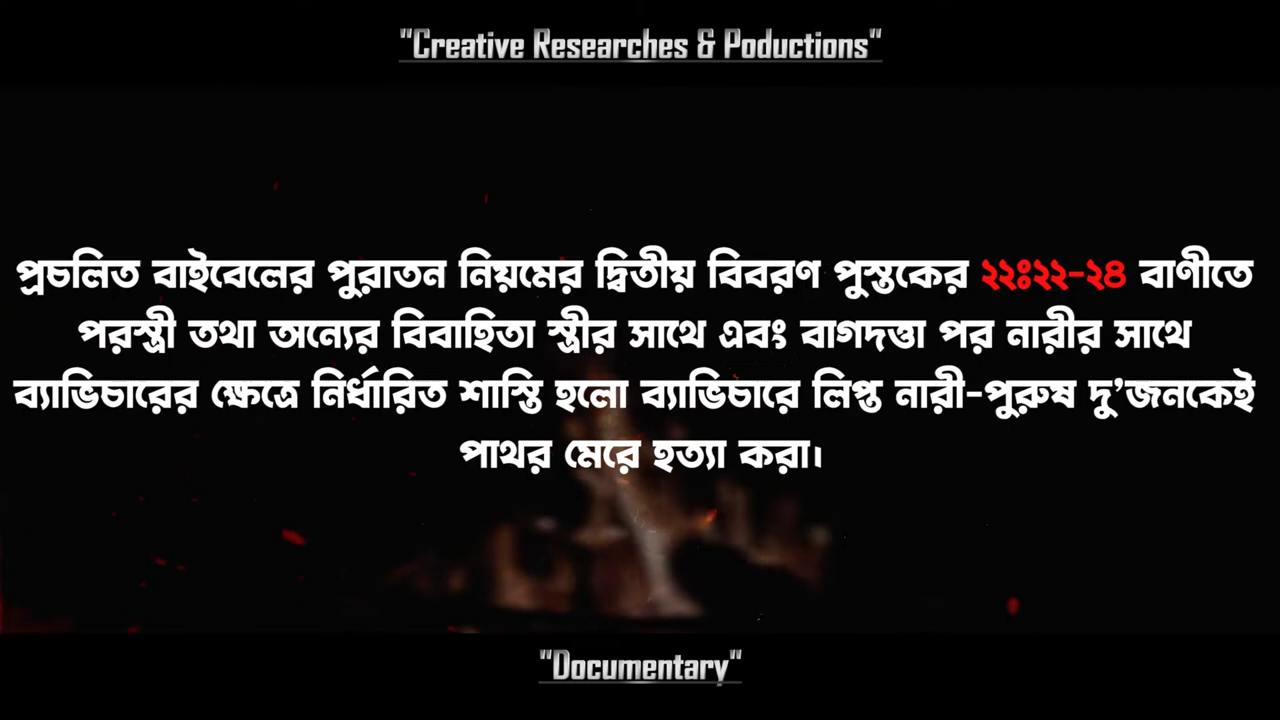 "Creative Researches & Poductions"
প্রচলিত বাইবেলের পুরাতন নিয়মের দ্বিতীয় বিবরণ পুস্তকের ২২ঃ২২-২৪ বাণীতে
পরস্ত্রী তথা অন্যের বিবাহিতা স্ত্রীর সাথে এবং বাগদত্তা পর নারীর সাথে
ব্যাভিচারের ক্ষেত্রে নির্ধারিত শাস্তি হলো ব্যাভিচারে লিপ্ত নারী-পুরুষ দু’জনকেই
পাথর মেরে হত্যা করা।
"Documentary"